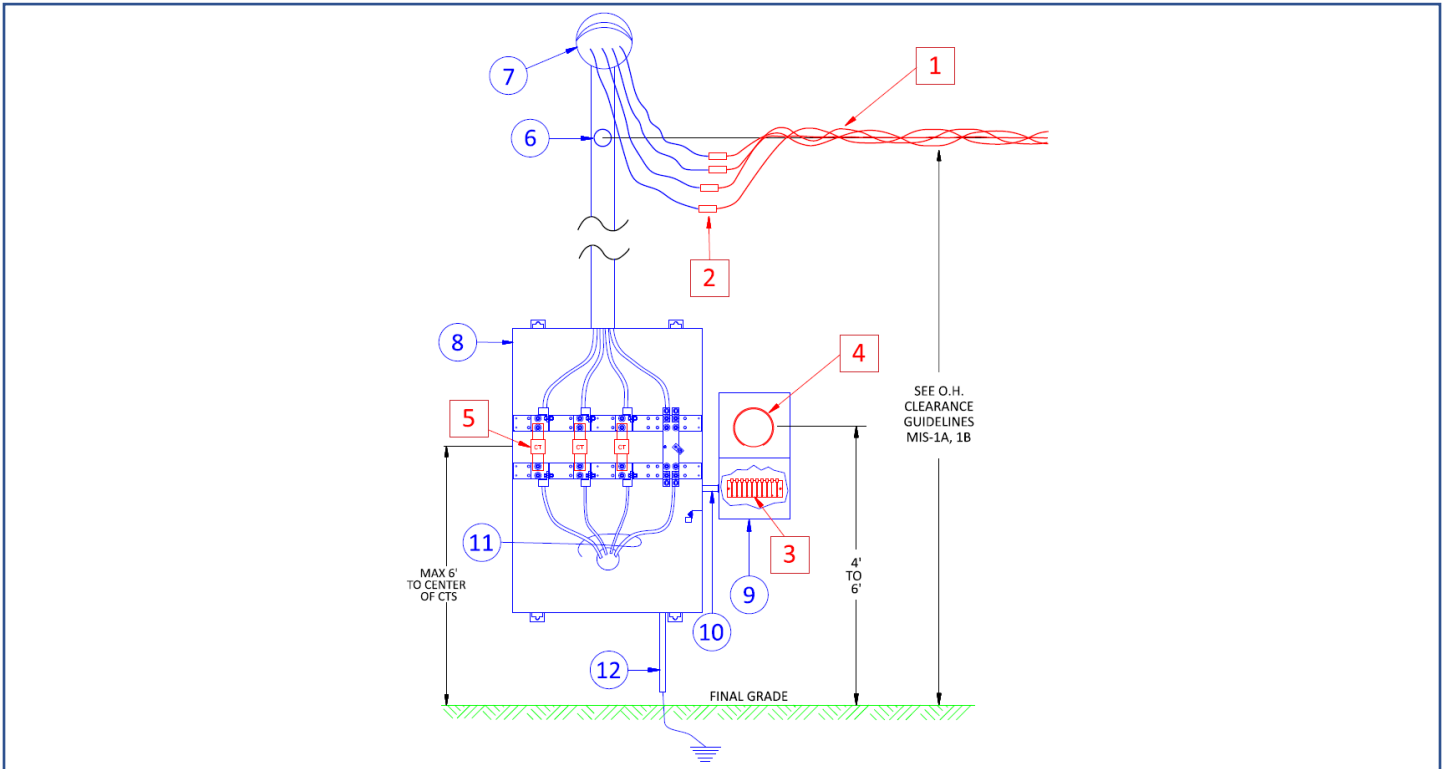 1
7
6
2
8
4
5
CT CT CT
SEE O.H.
CLEARANCE
GUIDELINES
MIS-1A, 1B
3
11
MAX 6'
TO CENTER
OF CTS
4'
TO
6'
9
10
12
FINAL GRADE